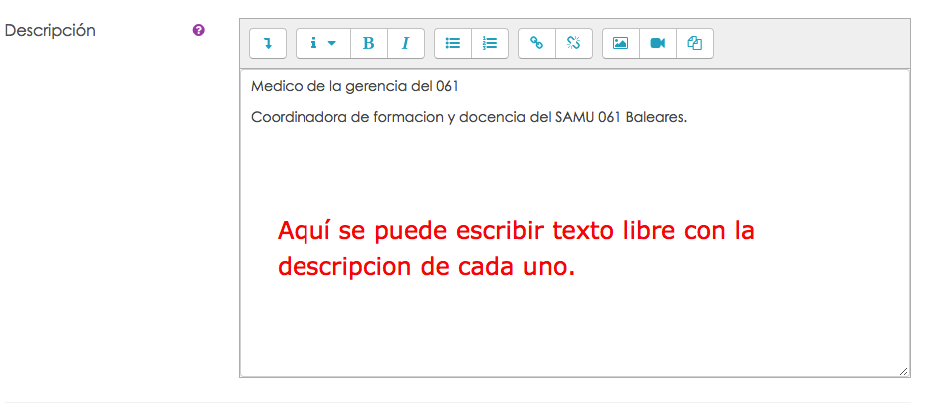 Descripción
Medico de la gerencia del 061
Coordinadora de formacion y docencia del SAMU 061 Baleares.
Aquí se puede escribir texto libre con la
descripcion de cada uno.